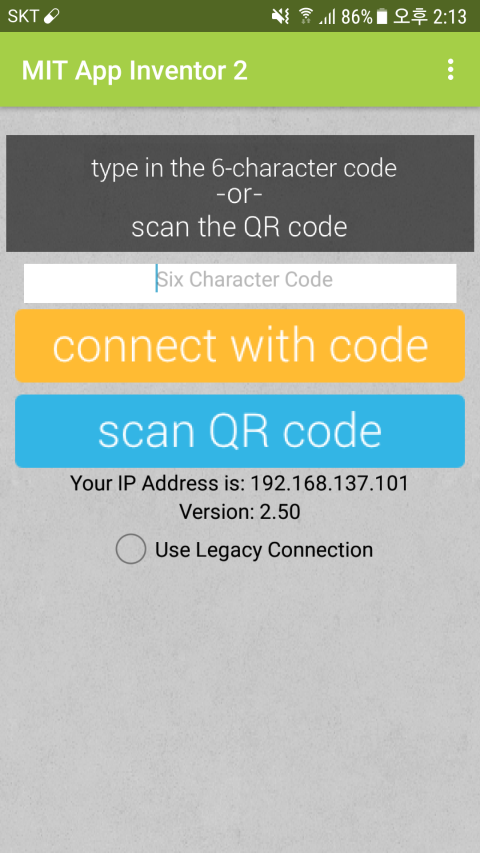 SKT 86% 오후 2:13
MIT App Inventor 2
type in the 6-character code
-or-
scan the QR code
Six Character Code
connect with code
scan QR code
Your IP Address is: 192.168.137.101
Version: 2.50
Use Legacy Connection